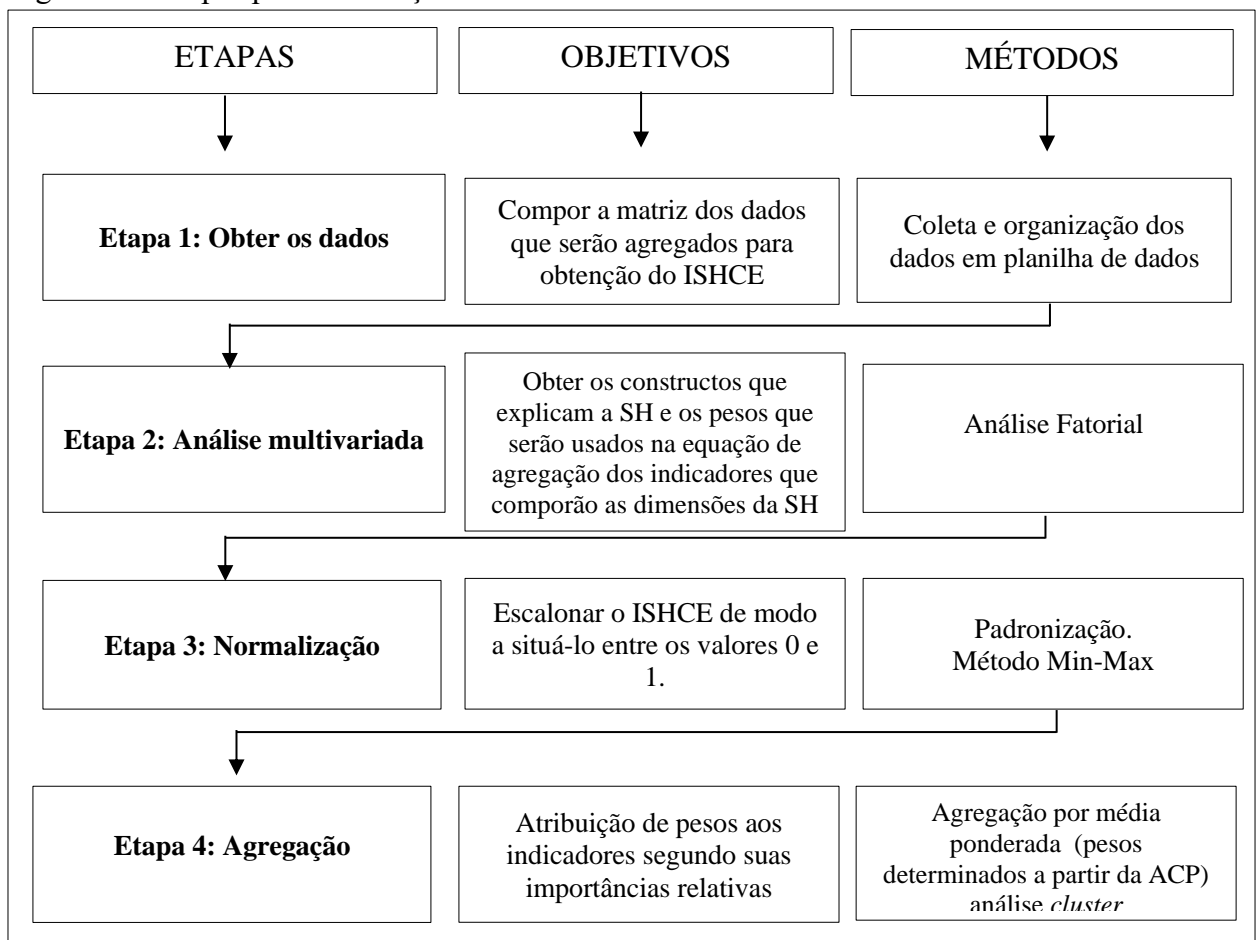 ETAPAS
OBJETIVOS
MÉTODOS
Etapa 1: Obter os dados
Compor a matriz dos dados
que serão agregados para
obtenção do ISHCE
Coleta e organização dos
dados em planilha de dados
Etapa 2: Análise multivariada
Obter os constructos que
explicam a SH e os pesos que
serão usados na equação de
agregação dos indicadores que
comporão as dimensões da SH
Análise Fatorial
Etapa 3: Normalização
Escalonar o ISHCE de modo
a situá-lo entre os valores 0 e
1.
Padronização.
Método Min-Max
Etapa 4: Agregação
Atribuição de pesos aos
indicadores segundo suas
importâncias relativas
Agregação por média
ponderada (pesos
determinados a partir da ACP)
análise cluster